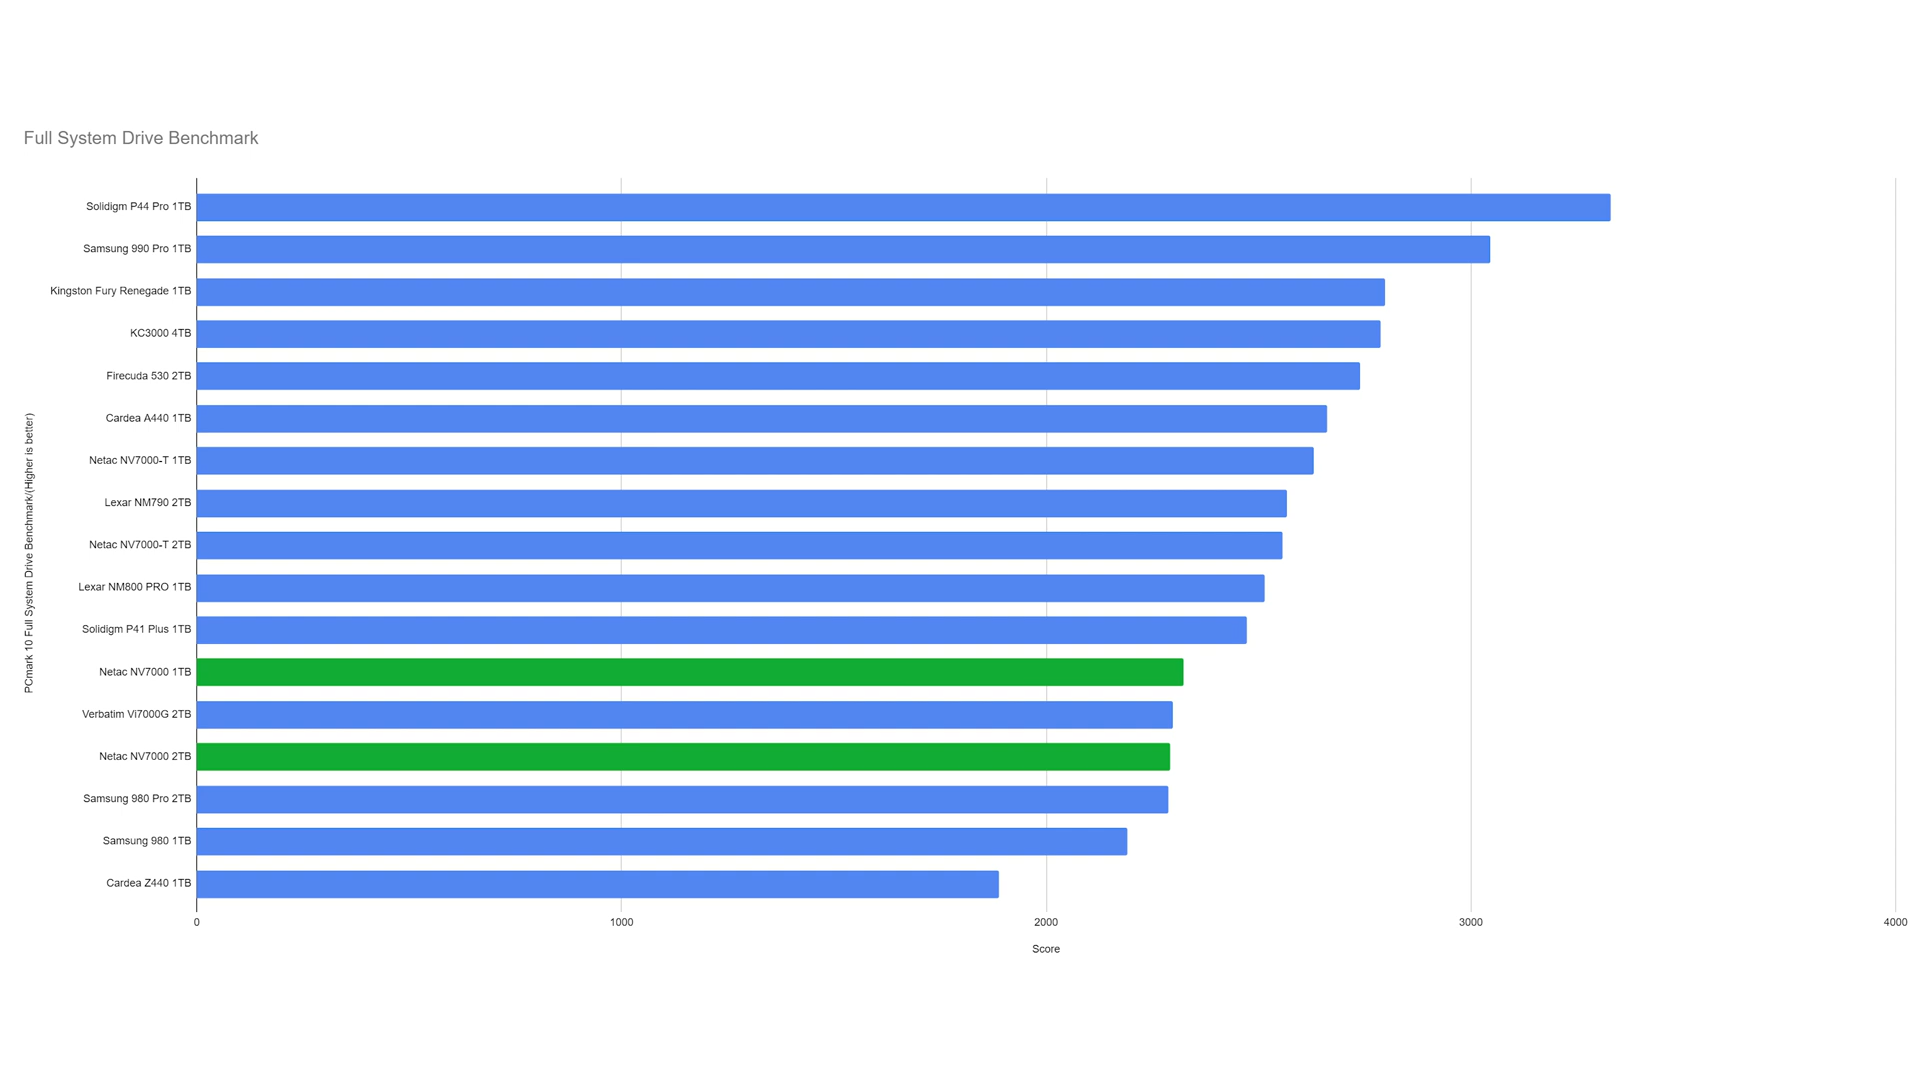 Full System Drive Benchmark
PCmark 10 Full System Drive Benchmark/(Higher is better)
Solidigm P44 Pro 1TB
Samsung 990 Pro 1TB
Kingston Fury Renegade 1TB
KC3000 4TB
Firecuda 530 2TB
Cardea A440 1TB
Netac NV7000-T 1TB
Lexar NM790 2TB
Netac NV7000-T 2TB
Lexar NM800 PRO 1TB
Solidigm P41 Plus 1TB
Netac NV7000 1TB
Verbatim Vi7000G 2TB
Netac NV7000 2TB
Samsung 980 Pro 2TB
Samsung 980 1TB
Cardea Z440 1TB
0 1000 2000 3000 4000
Score